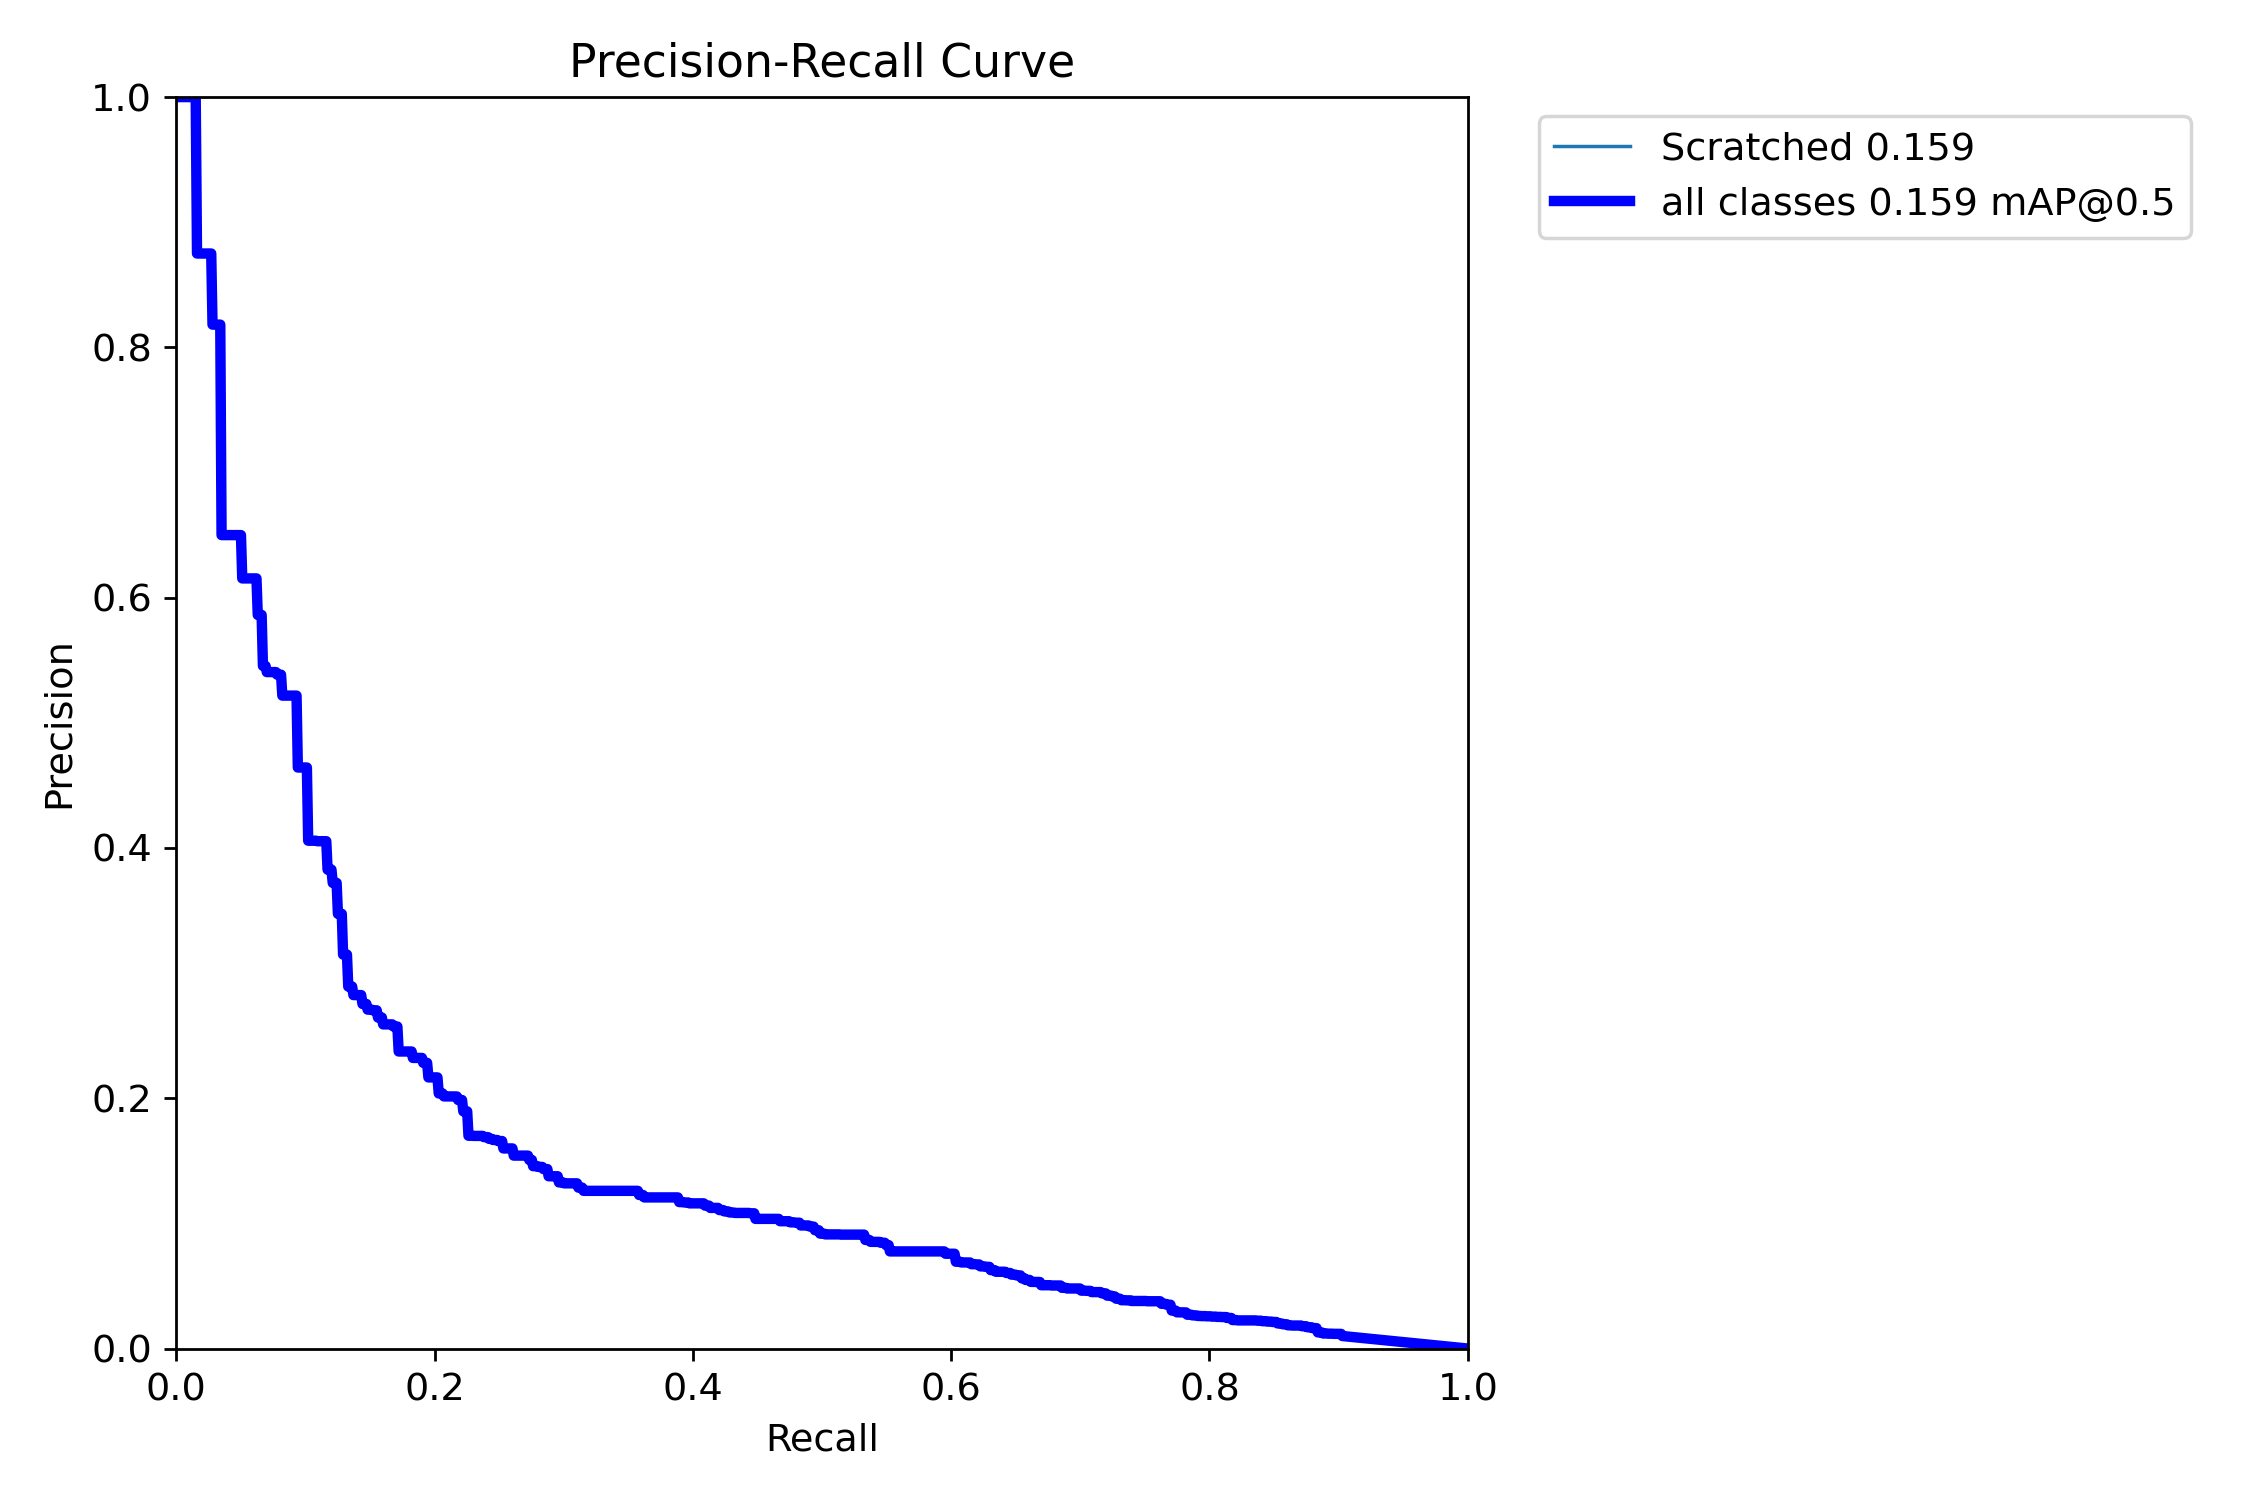 Precision-Recall Curve
1.0
0.8
0.6
0.4
0.2
0.0
Precision
0.0 0.2 0.4 0.6 0.8 1.0
Recall
Scratched 0.159
all classes 0.159 mAP@0.5